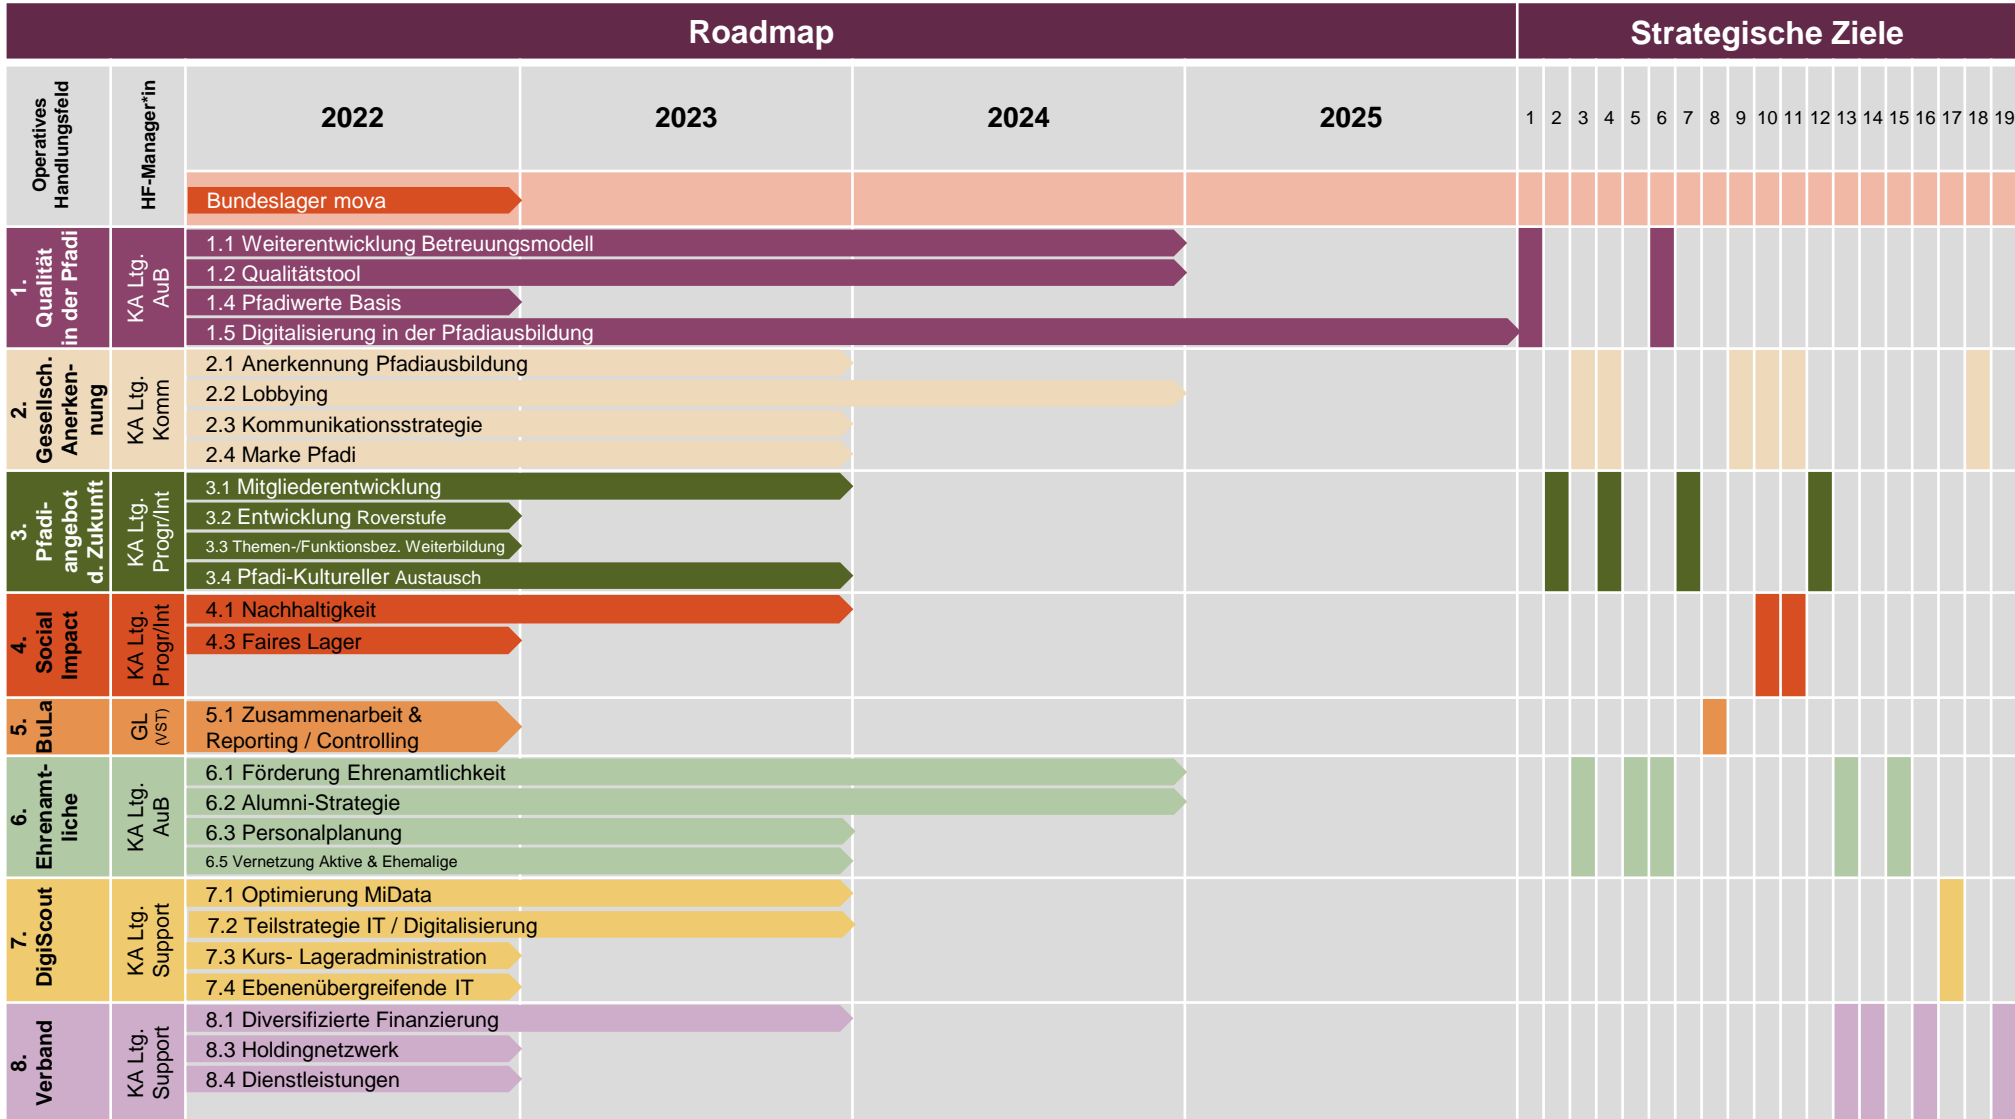 Roadmap
Strategische Ziele
Operatives
Handlungsfeld
HF-Manager*in
2022
2023
2024
2025
1 2 3 4 5 6 7 8 9 10 11 12 13 14 15 16 17 18 19
Bundeslager mova
1.
Qualität
in der Pfadi
KA Ltg.
AuB
1.1 Weiterentwicklung Betreuungsmodell
1.2 Qualitätstool
1.4 Pfadiwerte Basis
1.5 Digitalisierung in der Pfadiausbildung
2.
Gesellsch.
Anerken-
nung
KA Ltg.
Komm
2.1 Anerkennung Pfadiausbildung
2.2 Lobbying
2.3 Kommunikationsstrategie
2.4 Marke Pfadi
3.
Pfadi-
angebot
d. Zukunft
KA Ltg.
Progr/Int
3.1 Mitgliederentwicklung
3.2 Entwicklung Roverstufe
3.3 Themen-/Funktionsbez. Weiterbildung
3.4 Pfadi-Kultureller Austausch
4.
Social
Impact
KA Ltg.
Progr/Int
4.1 Nachhaltigkeit
4.3 Faires Lager
5.
BuLa
GL
(VST)
5.1 Zusammenarbeit &
Reporting / Controlling
6.
Ehrenamt-
liche
KA Ltg.
AuB
6.1 Förderung Ehrenamtlichkeit
6.2 Alumni-Strategie
6.3 Personalplanung
6.5 Vernetzung Aktive & Ehemalige
7.
DigiScout
KA Ltg.
Support
7.1 Optimierung MiData
7.2 Teilstrategie IT / Digitalisierung
7.3 Kurs- Lageradministration
7.4 Ebenenübergreifende IT
8.
Verband
KA Ltg.
Support
8.1 Diversifizierte Finanzierung
8.3 Holdingnetzwerk
8.4 Dienstleistungen